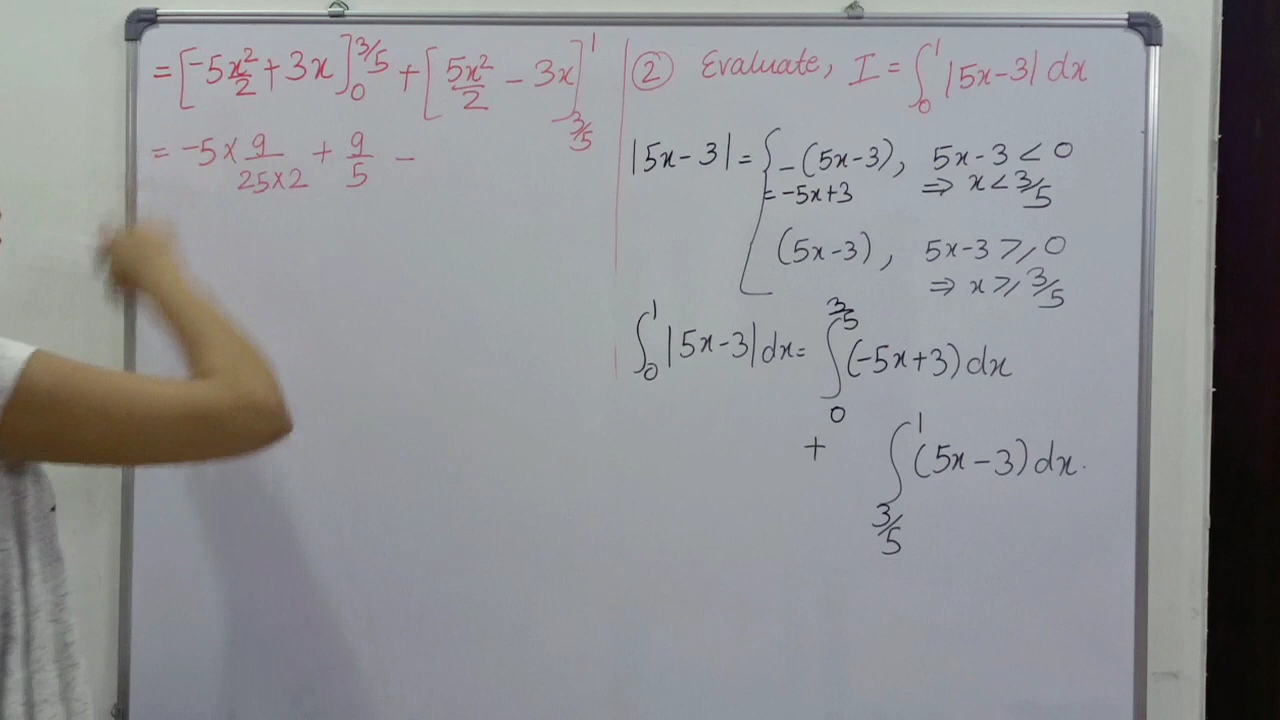 = [-5x²/2 + 3x]₀^3/5 + [5x²/2 - 3x]_3/5^1
= -5 × 9/25×2 + 9/5 -
② Evaluate, I = ∫₀¹ |5x-3| dx
|5x-3| = { -(5x-3), 5x-3 < 0
= -5x+3 ⇒ x < 3/5
(5x-3), 5x-3 ≥ 0
⇒ x ≥ 3/5
∫₀¹ |5x-3| dx = ∫₀^3/5 (-5x+3) dx
+ ∫_3/5^1 (5x-3) dx.